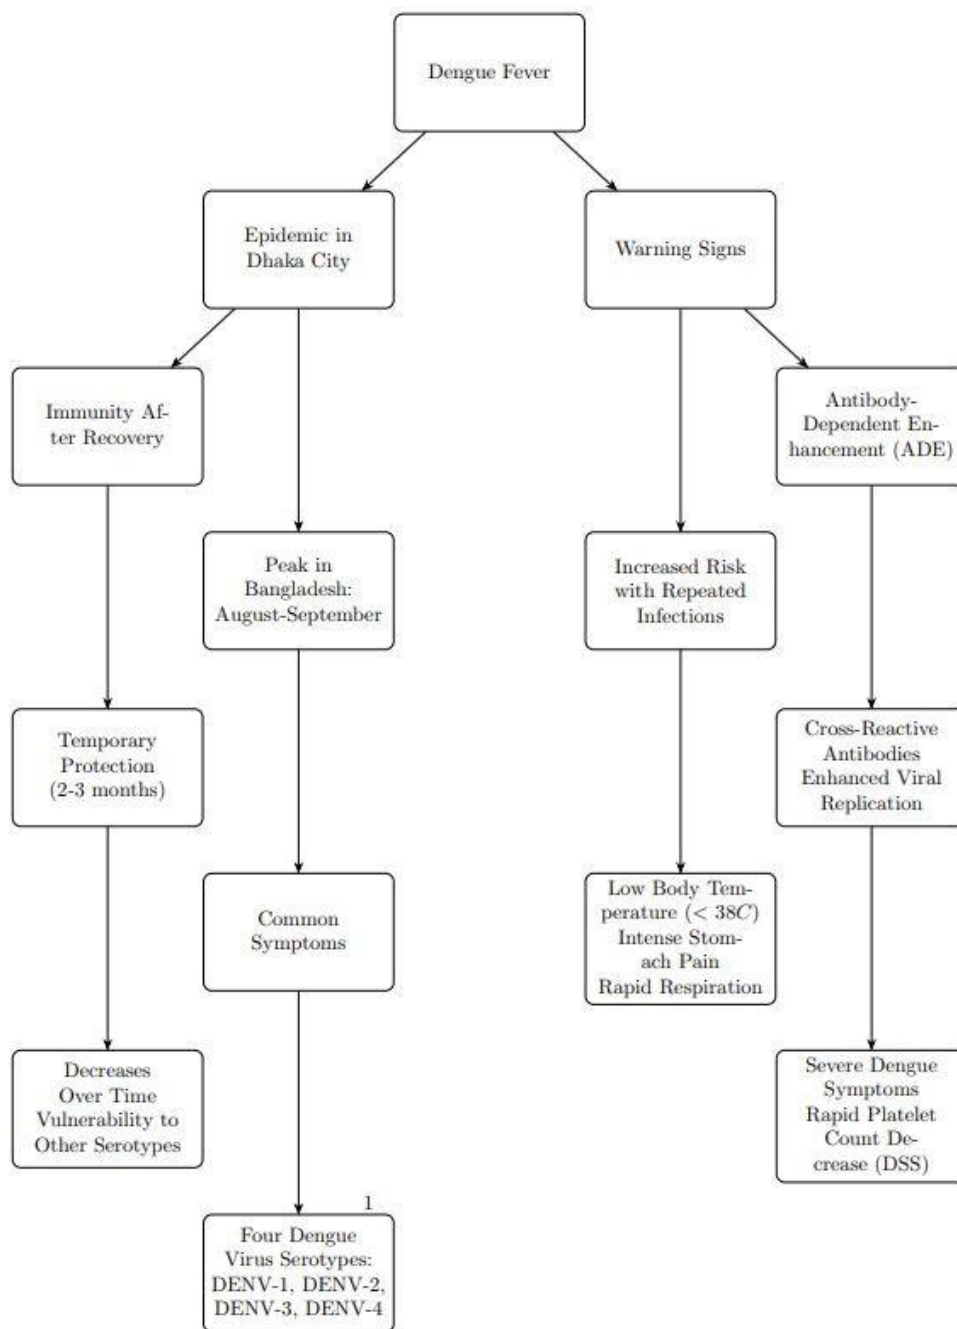 Dengue Fever
Epidemic in
Dhaka City
Warning Signs
Immunity Af-
ter Recovery
Antibody-
Dependent En-
hancement (ADE)
Peak in
Bangladesh:
August-September
Increased Risk
with Repeated
Infections
Temporary
Protection
(2-3 months)
Cross-Reactive
Antibodies
Enhanced Viral
Replication
Common
Symptoms
Low Body Tem-
perature (< 38C)
Intense Stom-
ach Pain
Rapid Respiration
Decreases
Over Time
Vulnerability to
Other Serotypes
Severe Dengue
Symptoms
Rapid Platelet
Count De-
crease (DSS)
1
Four Dengue
Virus Serotypes:
DENV-1, DENV-2,
DENV-3, DENV-4